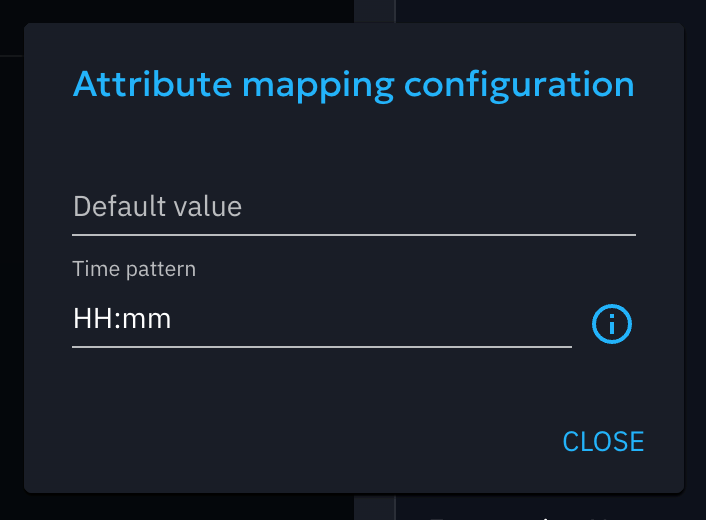 Attribute mapping configuration
Default value
Time pattern
HH:mm
CLOSE